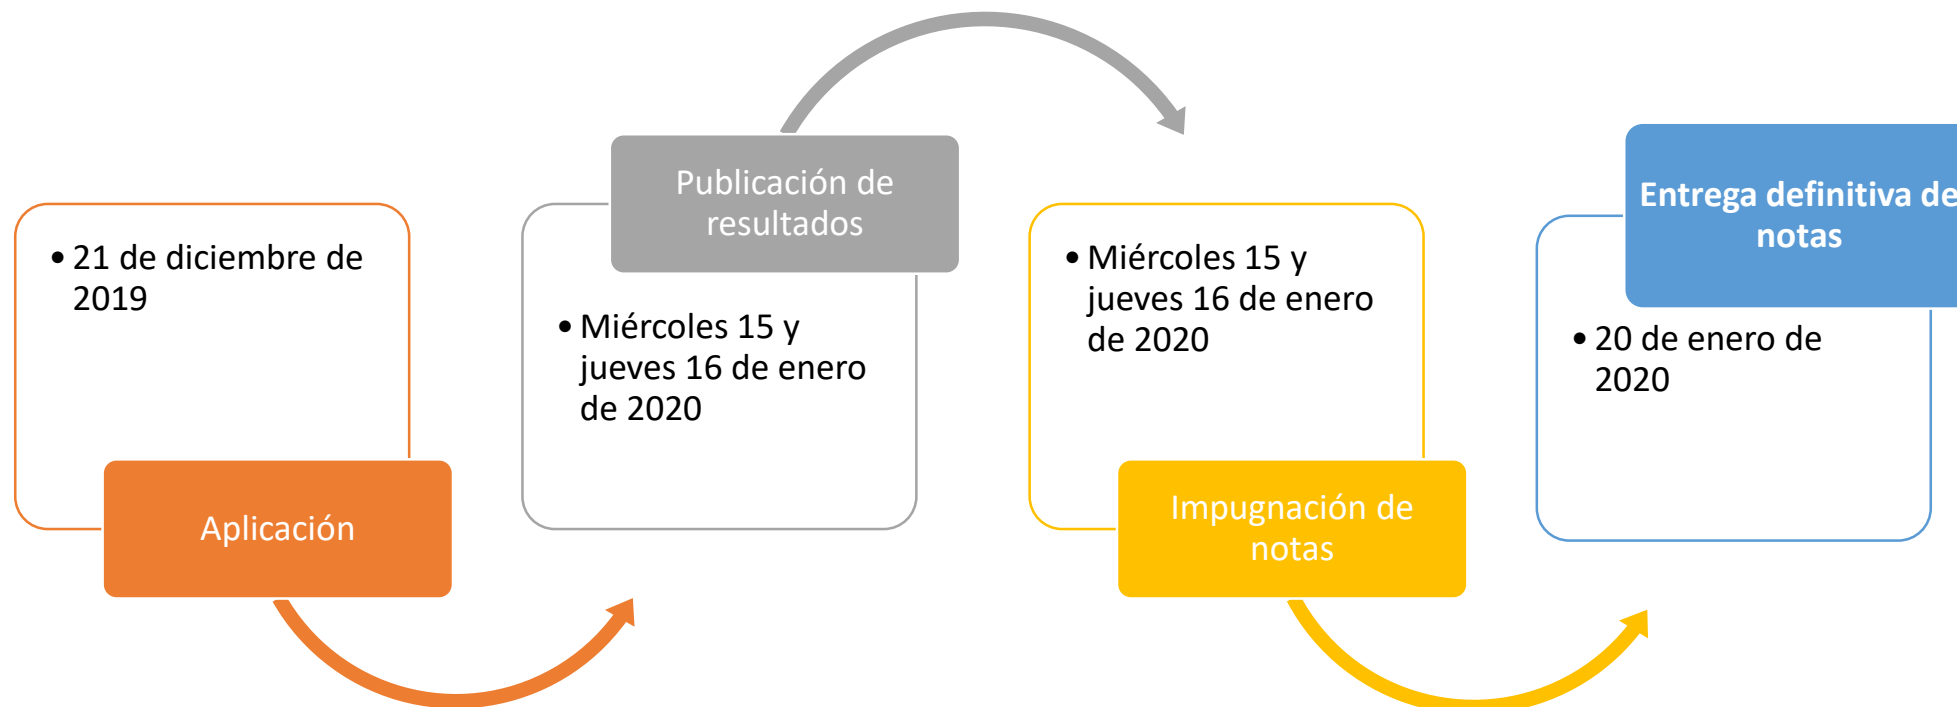 • 21 de diciembre de
2019
Aplicación
Publicación de
resultados
• Miércoles 15 y
jueves 16 de enero
de 2020
• Miércoles 15 y
jueves 16 de enero
de 2020
Impugnación de
notas
Entrega definitiva de
notas
• 20 de enero de
2020